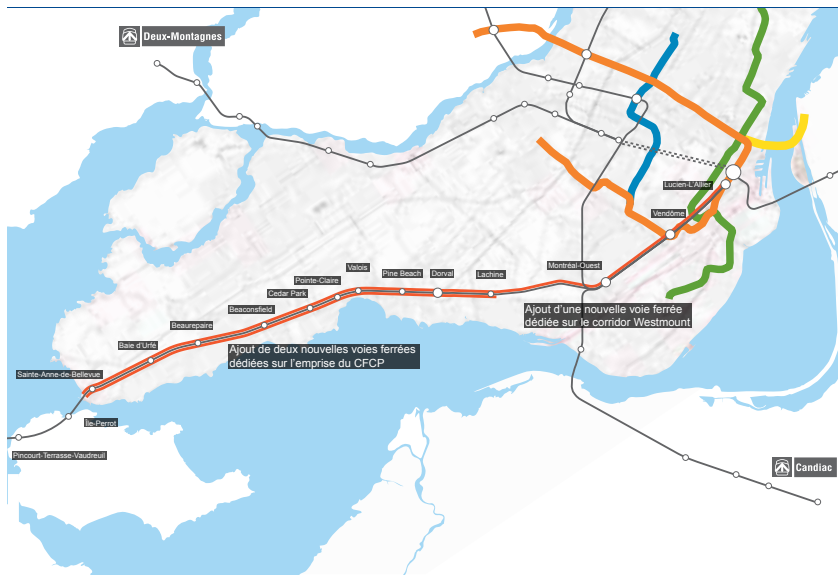 Deux-Montagnes
Lucien-L'Allier
Vendôme
Montréal-Ouest
Valois
Pine Beach
Dorval
Lachine
Pointe-Claire
Cedar Park
Beaconsfield
Beaurepaire
Baie d'Urfé
Sainte-Anne-de-Bellevue
Île-Perrot
Pincourt-Terrasse-Vaudreuil
Ajout d'une nouvelle voie ferrée
dédiée sur le corridor Westmount
Ajout de deux nouvelles voies ferrées
dédiées sur l'emprise du CFCP
Candiac